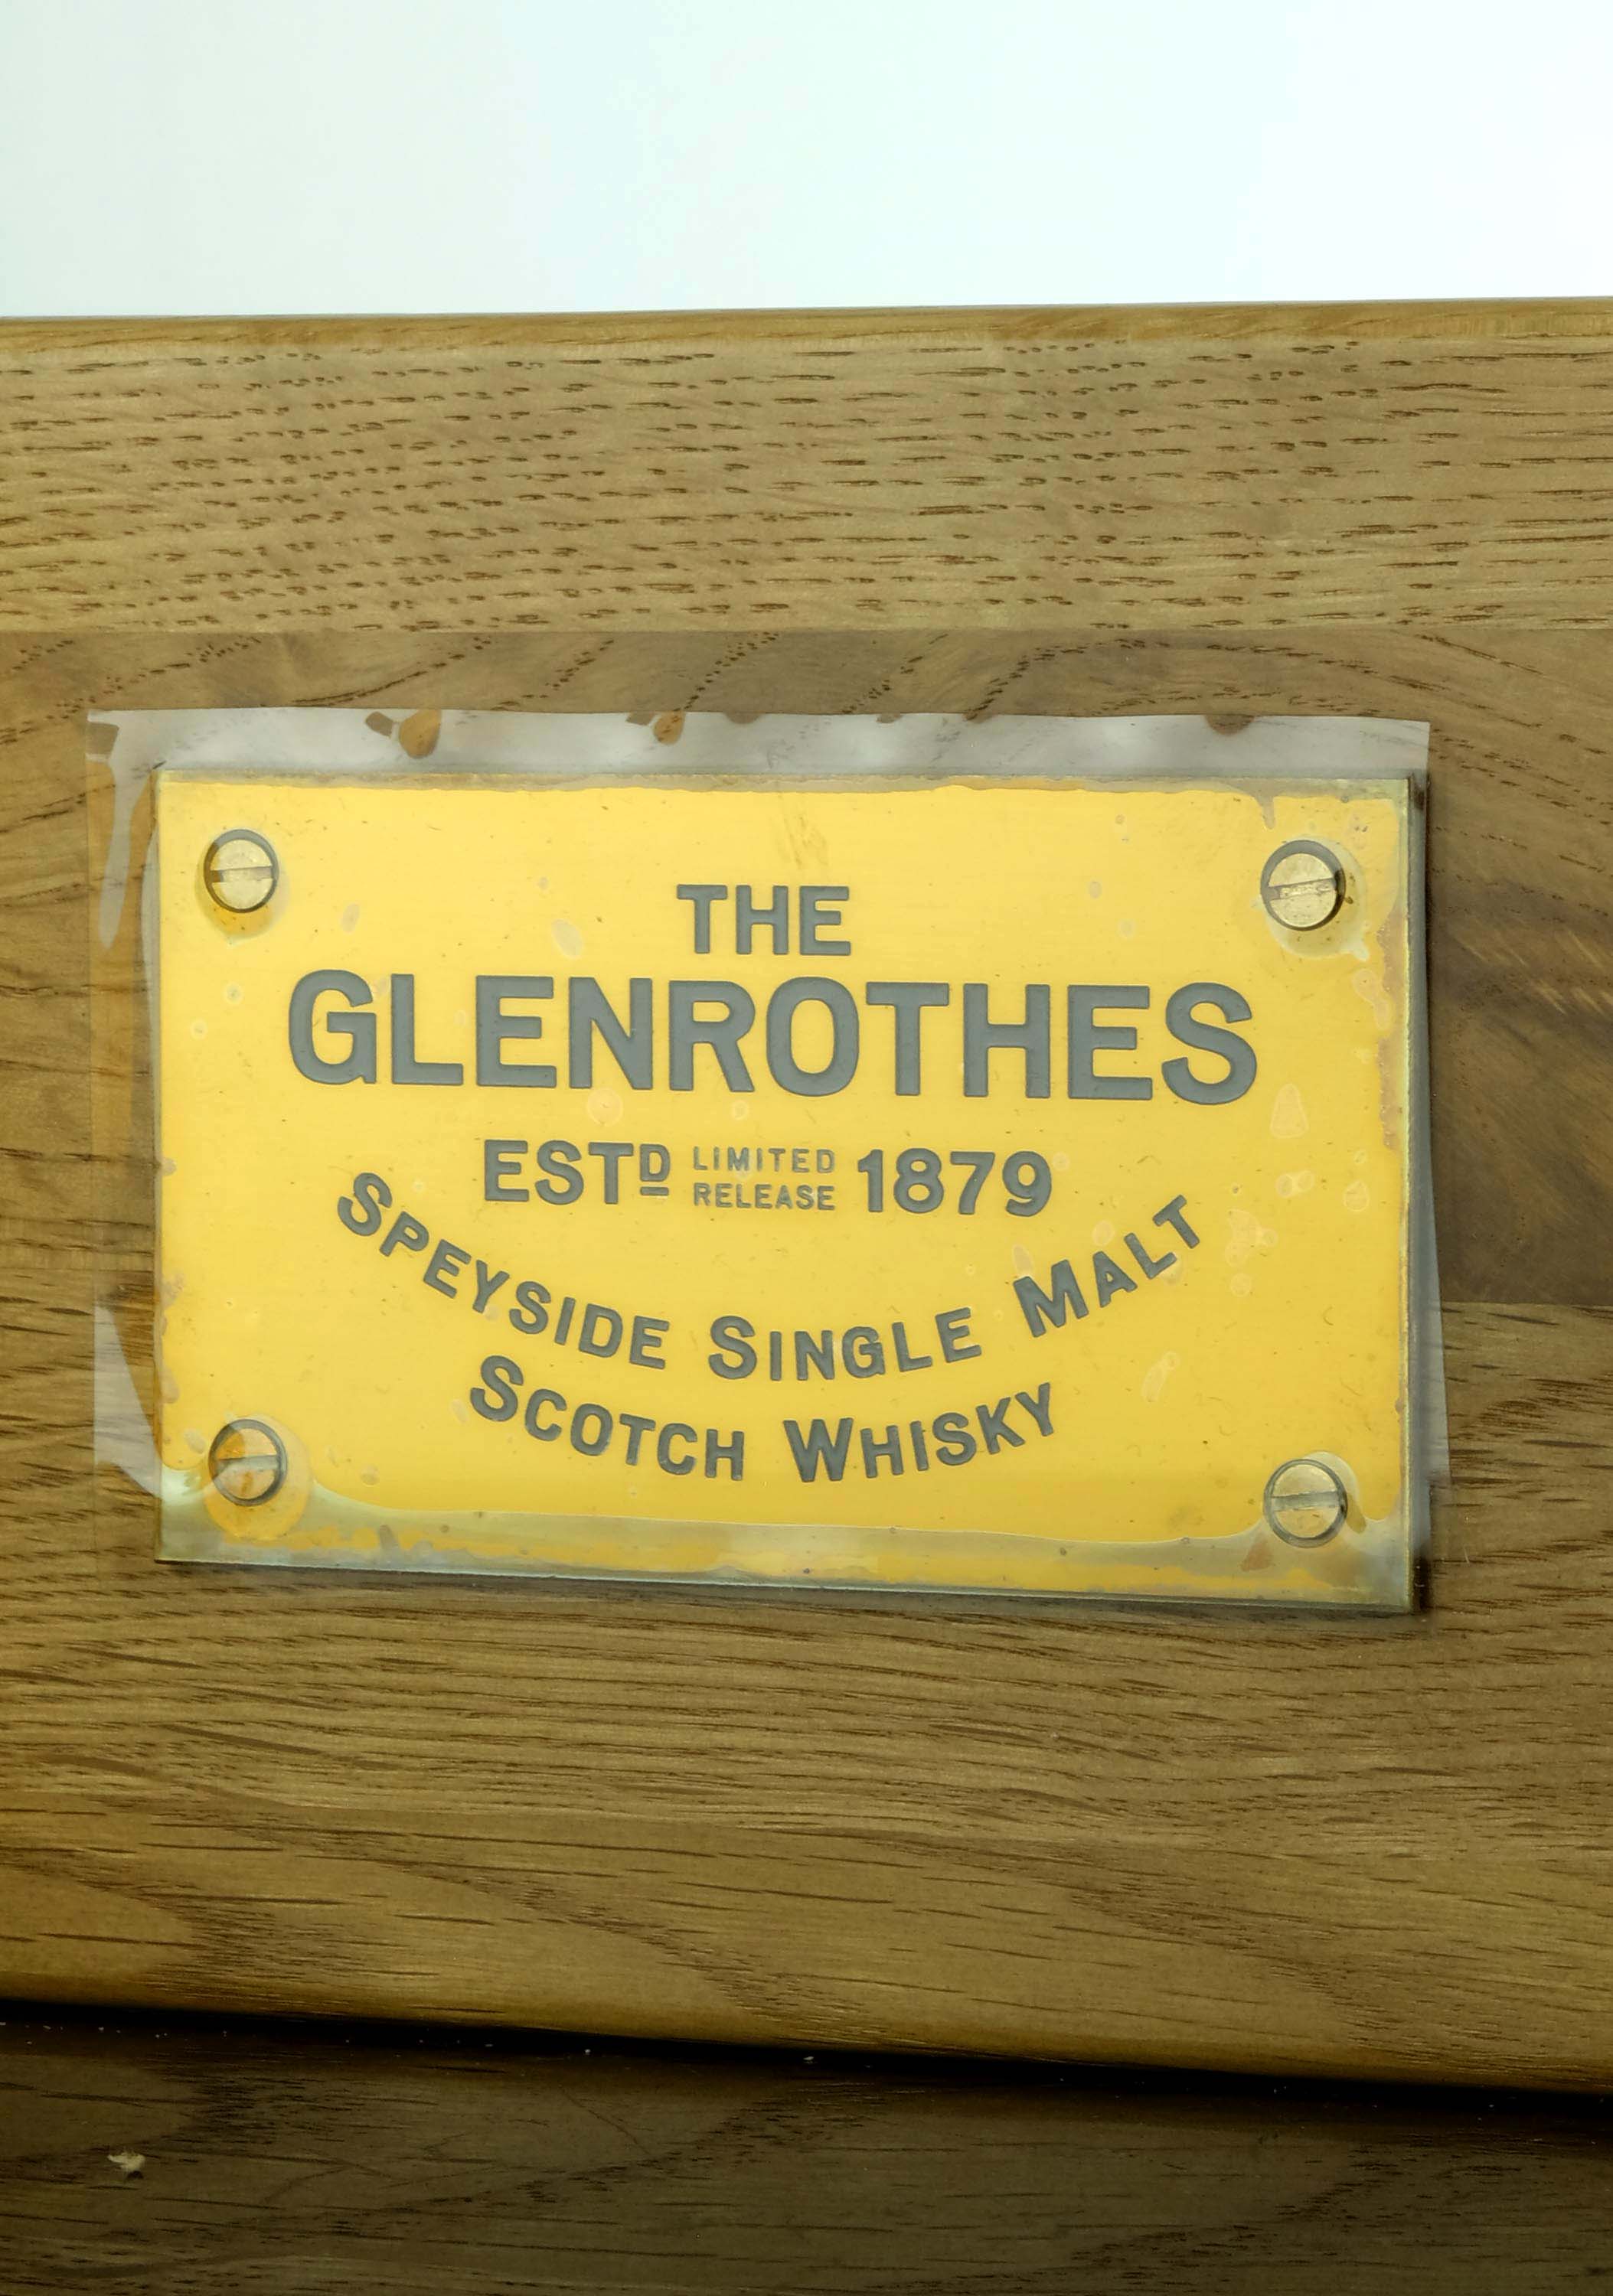 THE
GLENROTHES
ESTD LIMITED RELEASE 1879
SPEYSIDE SINGLE MALT
SCOTCH WHISKY